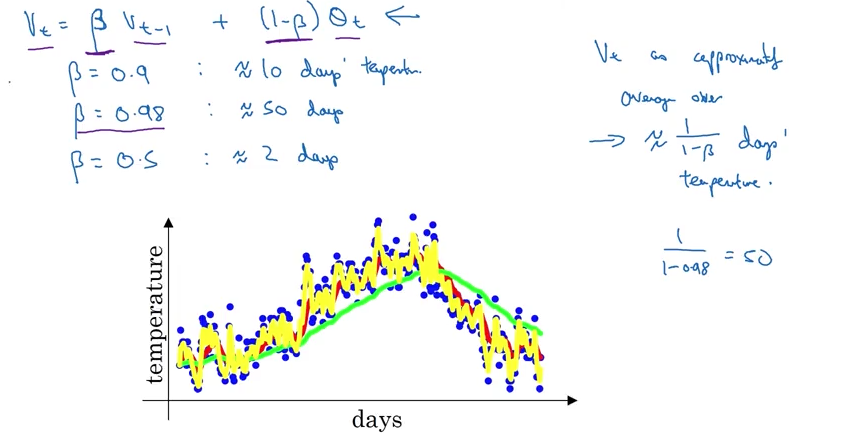 Vt = β Vt-1 + (1-β) θt ←
β = 0.9 : ≈ 10 days' temperatur.
β = 0.98 : ≈ 50 days
β = 0.5 : ≈ 2 days
Vt as approximately
average over
→ ≈ 1/(1-β) days'
temperature.
1/(1-0.98) = 50
temperature
days